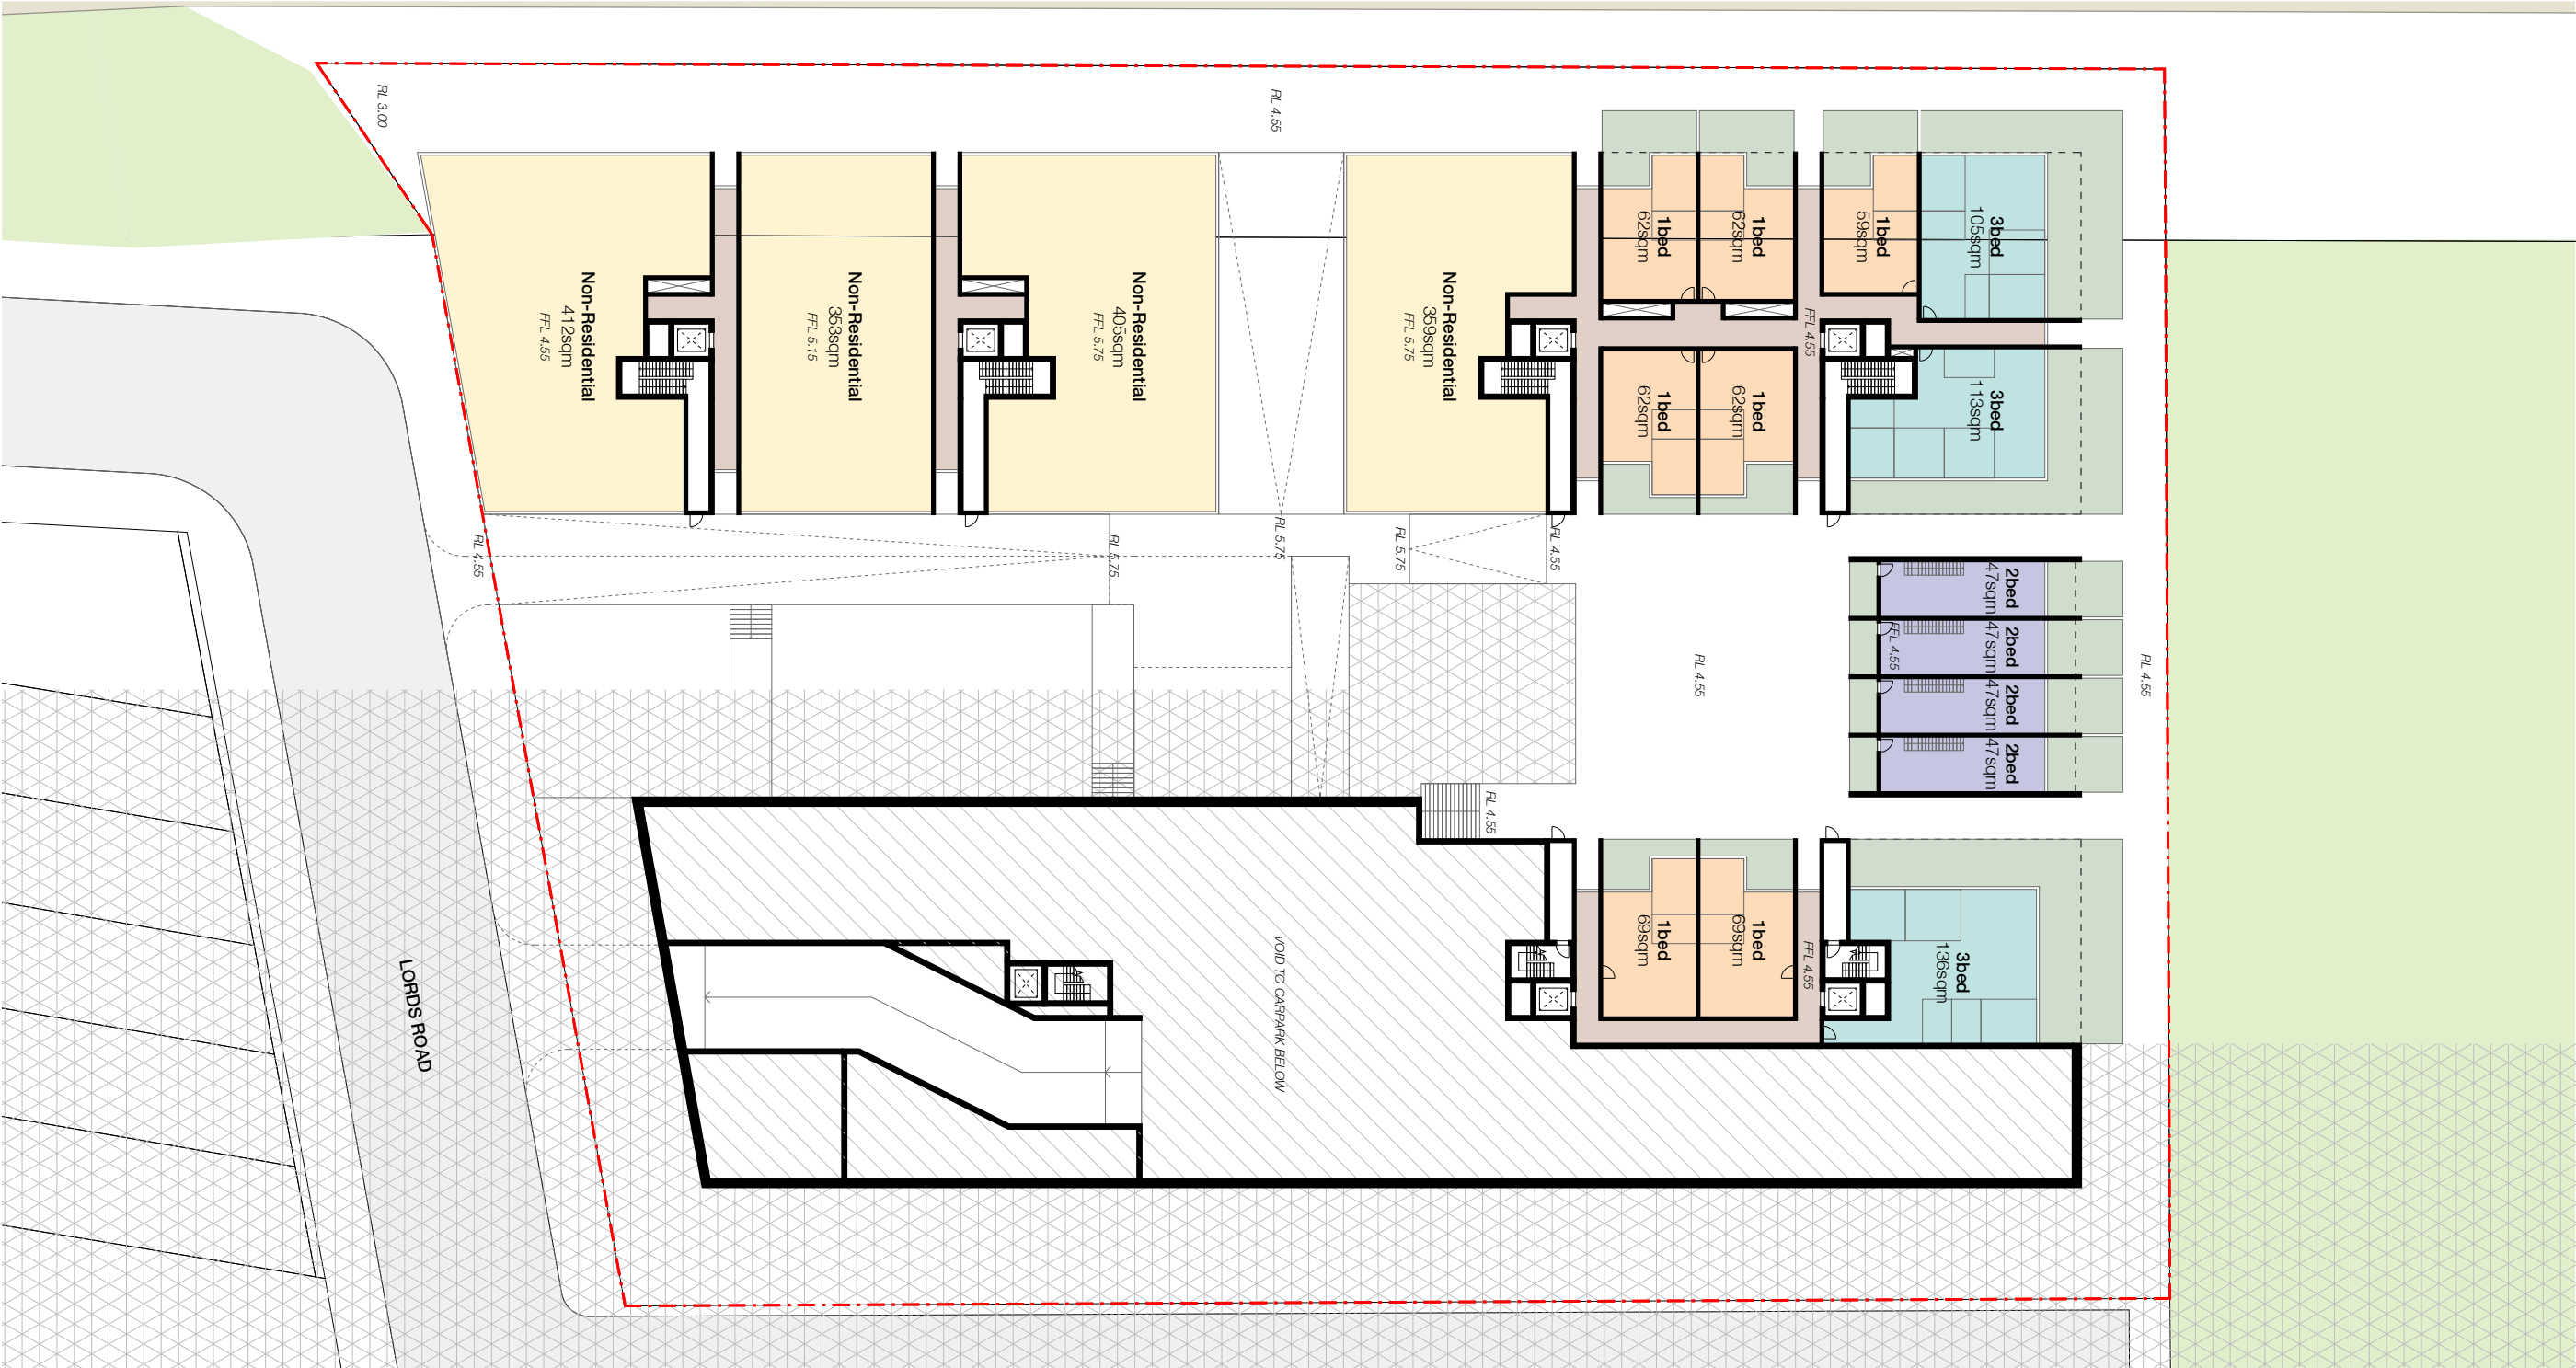 RL 3.00
RL 4.55
Non-Residential
412sqm
FFL 4.55
Non-Residential
353sqm
FFL 5.15
Non-Residential
405sqm
FFL 5.75
Non-Residential
359sqm
FFL 5.75
1bed
62sqm
1bed
62sqm
1bed
59sqm
3bed
105sqm
FFL 4.55
1bed
62sqm
1bed
62sqm
3bed
113sqm
RL 4.55
RL 5.75
RL 5.75
RL 5.75
RL 4.55
2bed
47sqm
2bed
47sqm
FFL 4.55
2bed
47sqm
2bed
47sqm
RL 4.55
RL 4.55
RL 4.55
1bed
69sqm
1bed
69sqm
FFL 4.55
3bed
136sqm
VOID TO CARPARK BELOW
LORDS ROAD